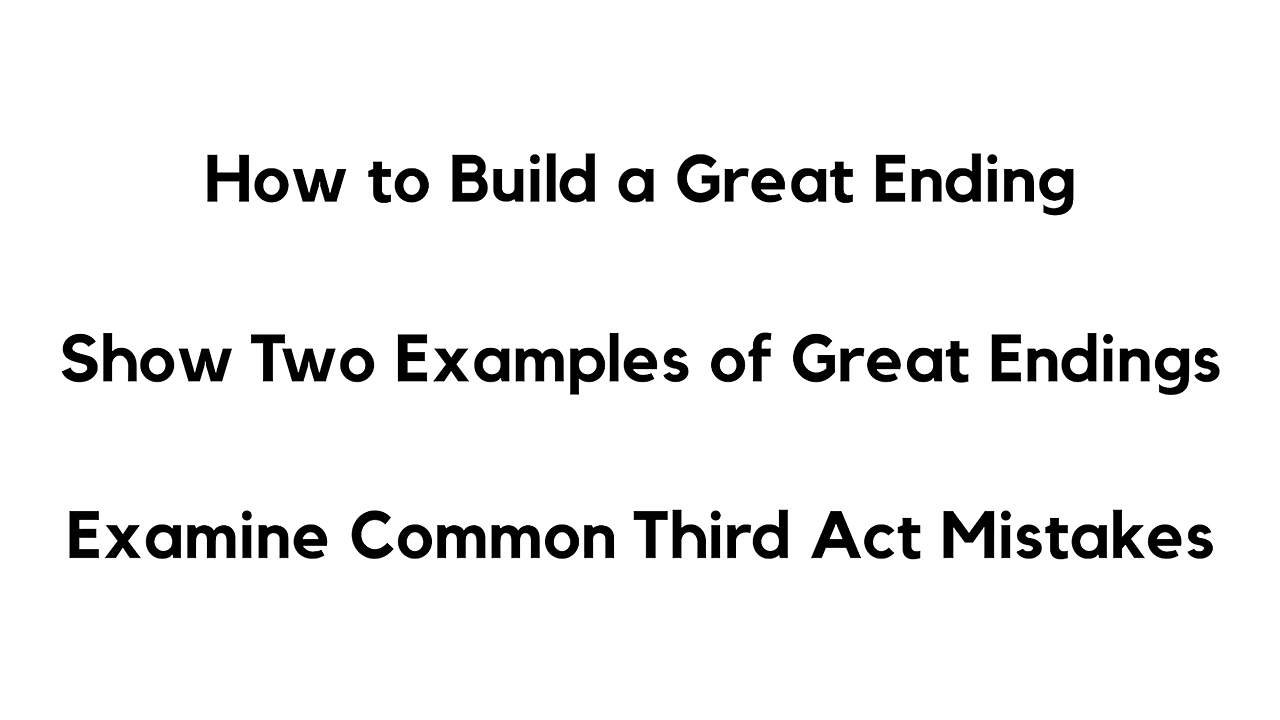 How to Build a Great Ending
Show Two Examples of Great Endings
Examine Common Third Act Mistakes